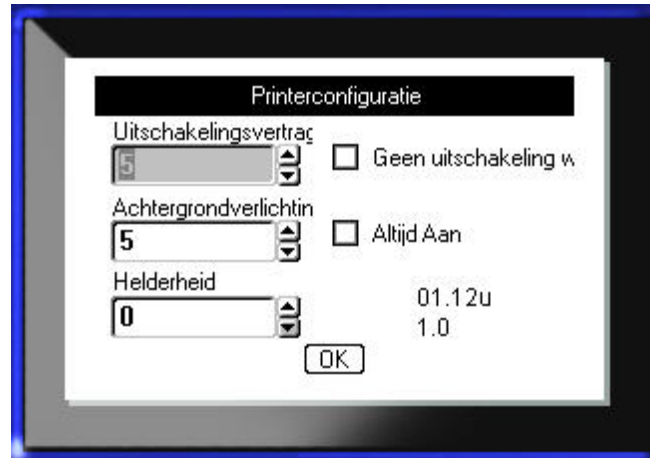 Printerconfiguratie
Uitschakelingsvertrag
5
Geen uitschakeling w
Achtergrondverlichtin
5
Altijd Aan
Helderheid
0
01.12u
1.0
OK